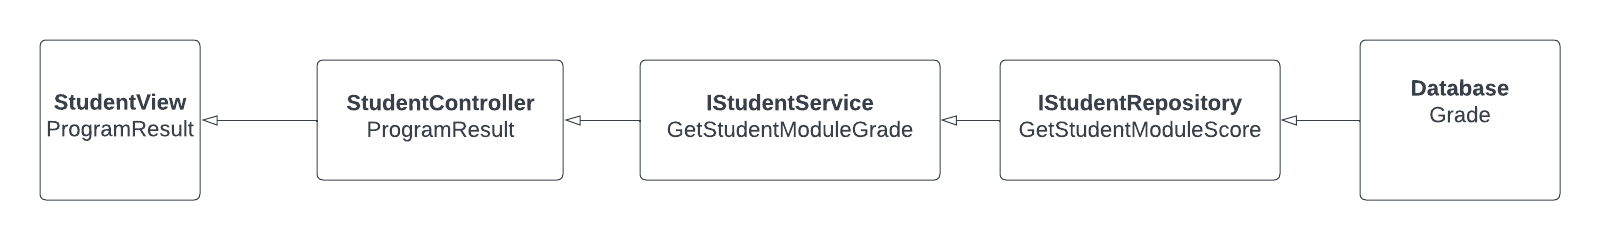 StudentView
ProgramResult
StudentController
ProgramResult
IStudentService
GetStudentModuleGrade
IStudentRepository
GetStudentModuleScore
Database
Grade